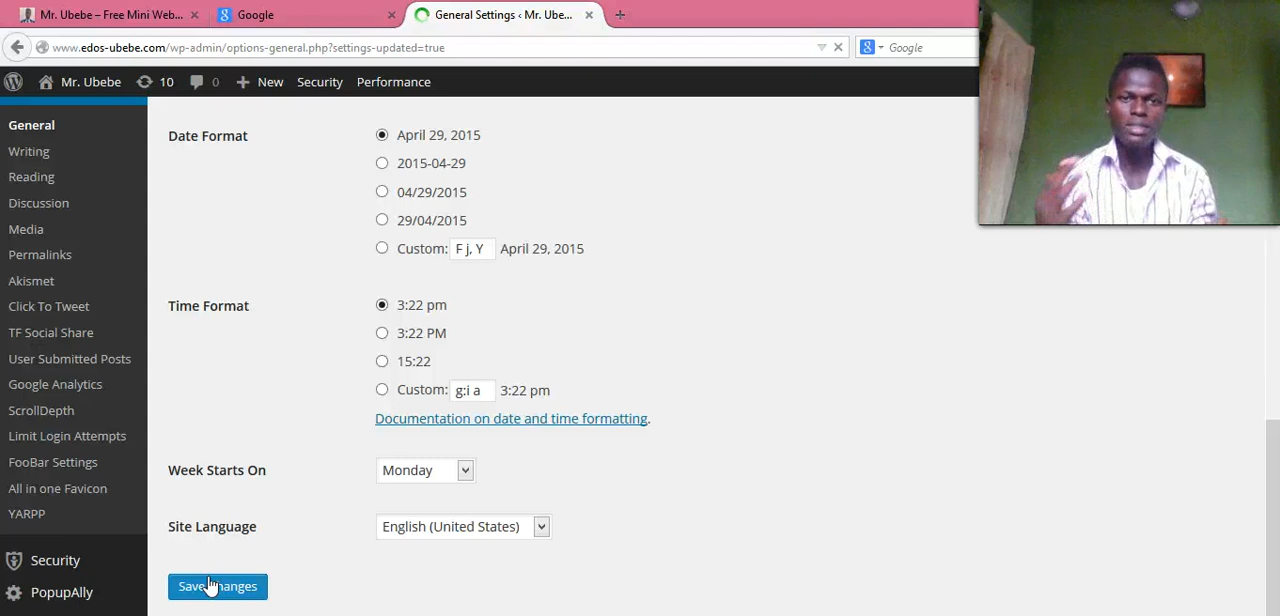 Mr. Ubebe – Free Mini Web...
Google
General Settings ‹ Mr. Ube...
www.edos-ubebe.com/wp-admin/options-general.php?settings-updated=true
Google
Mr. Ubebe
10
0
New
Security
Performance
General
Writing
Reading
Discussion
Media
Permalinks
Akismet
Click To Tweet
TF Social Share
User Submitted Posts
Google Analytics
ScrollDepth
Limit Login Attempts
FooBar Settings
All in one Favicon
YARPP
Security
PopupAlly
Date Format
April 29, 2015
2015-04-29
04/29/2015
29/04/2015
Custom: F j, Y April 29, 2015
Time Format
3:22 pm
3:22 PM
15:22
Custom: g:i a 3:22 pm
Documentation on date and time formatting.
Week Starts On
Monday
Site Language
English (United States)
Save Changes